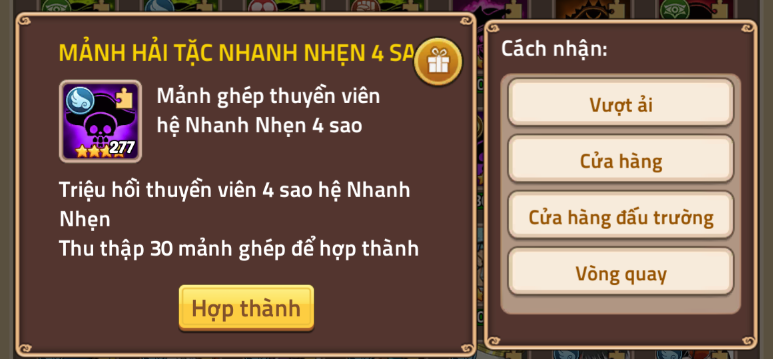 MẢNH HẢI TẶC NHANH NHẸN 4 SA
277
Mảnh ghép thuyền viên
hệ Nhanh Nhẹn 4 sao
Triệu hồi thuyền viên 4 sao hệ Nhanh
Nhẹn
Thu thập 30 mảnh ghép để hợp thành
Hợp thành
Cách nhận:
Vượt ải
Cửa hàng
Cửa hàng đấu trường
Vòng quay